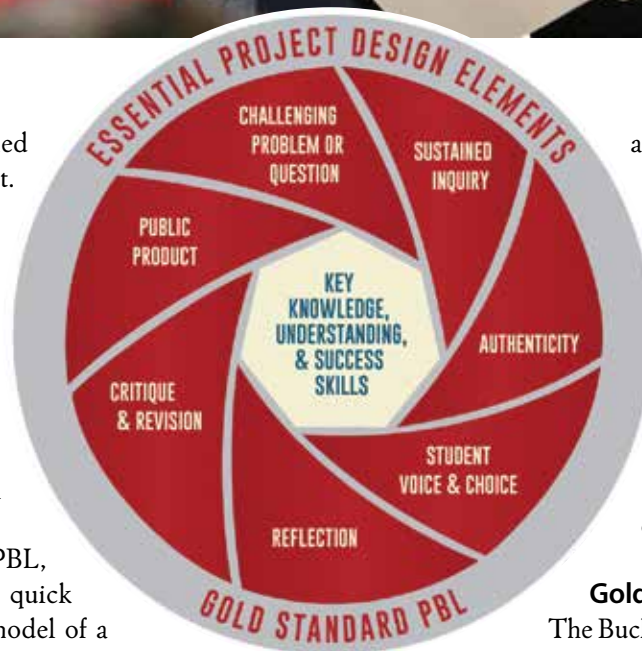 ESSENTIAL PROJECT DESIGN ELEMENTS
CHALLENGING
PROBLEM OR
QUESTION
SUSTAINED
INQUIRY
AUTHENTICITY
STUDENT
VOICE & CHOICE
REFLECTION
CRITIQUE
& REVISION
PUBLIC
PRODUCT
KEY
KNOWLEDGE,
UNDERSTANDING,
& SUCCESS
SKILLS
GOLD STANDARD PBL
PBL,
quick
model of a
Gold
The Buck